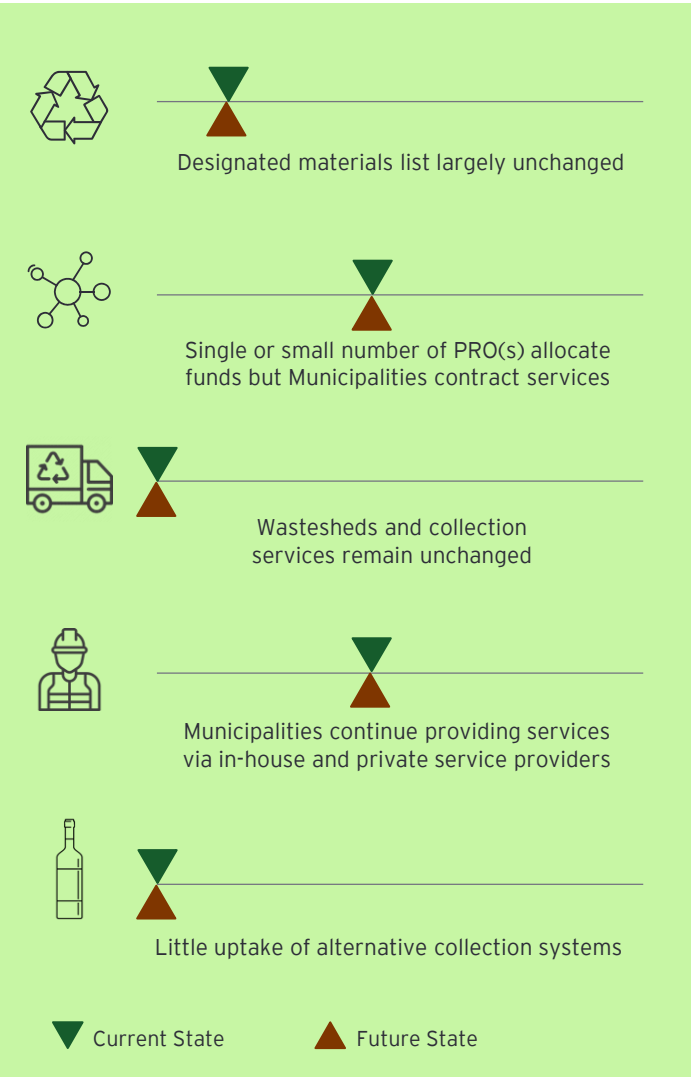 Designated materials list largely unchanged
Single or small number of PRO(s) allocate
funds but Municipalities contract services
Wastesheds and collection
services remain unchanged
Municipalities continue providing services
via in-house and private service providers
Little uptake of alternative collection systems
Current State
Future State